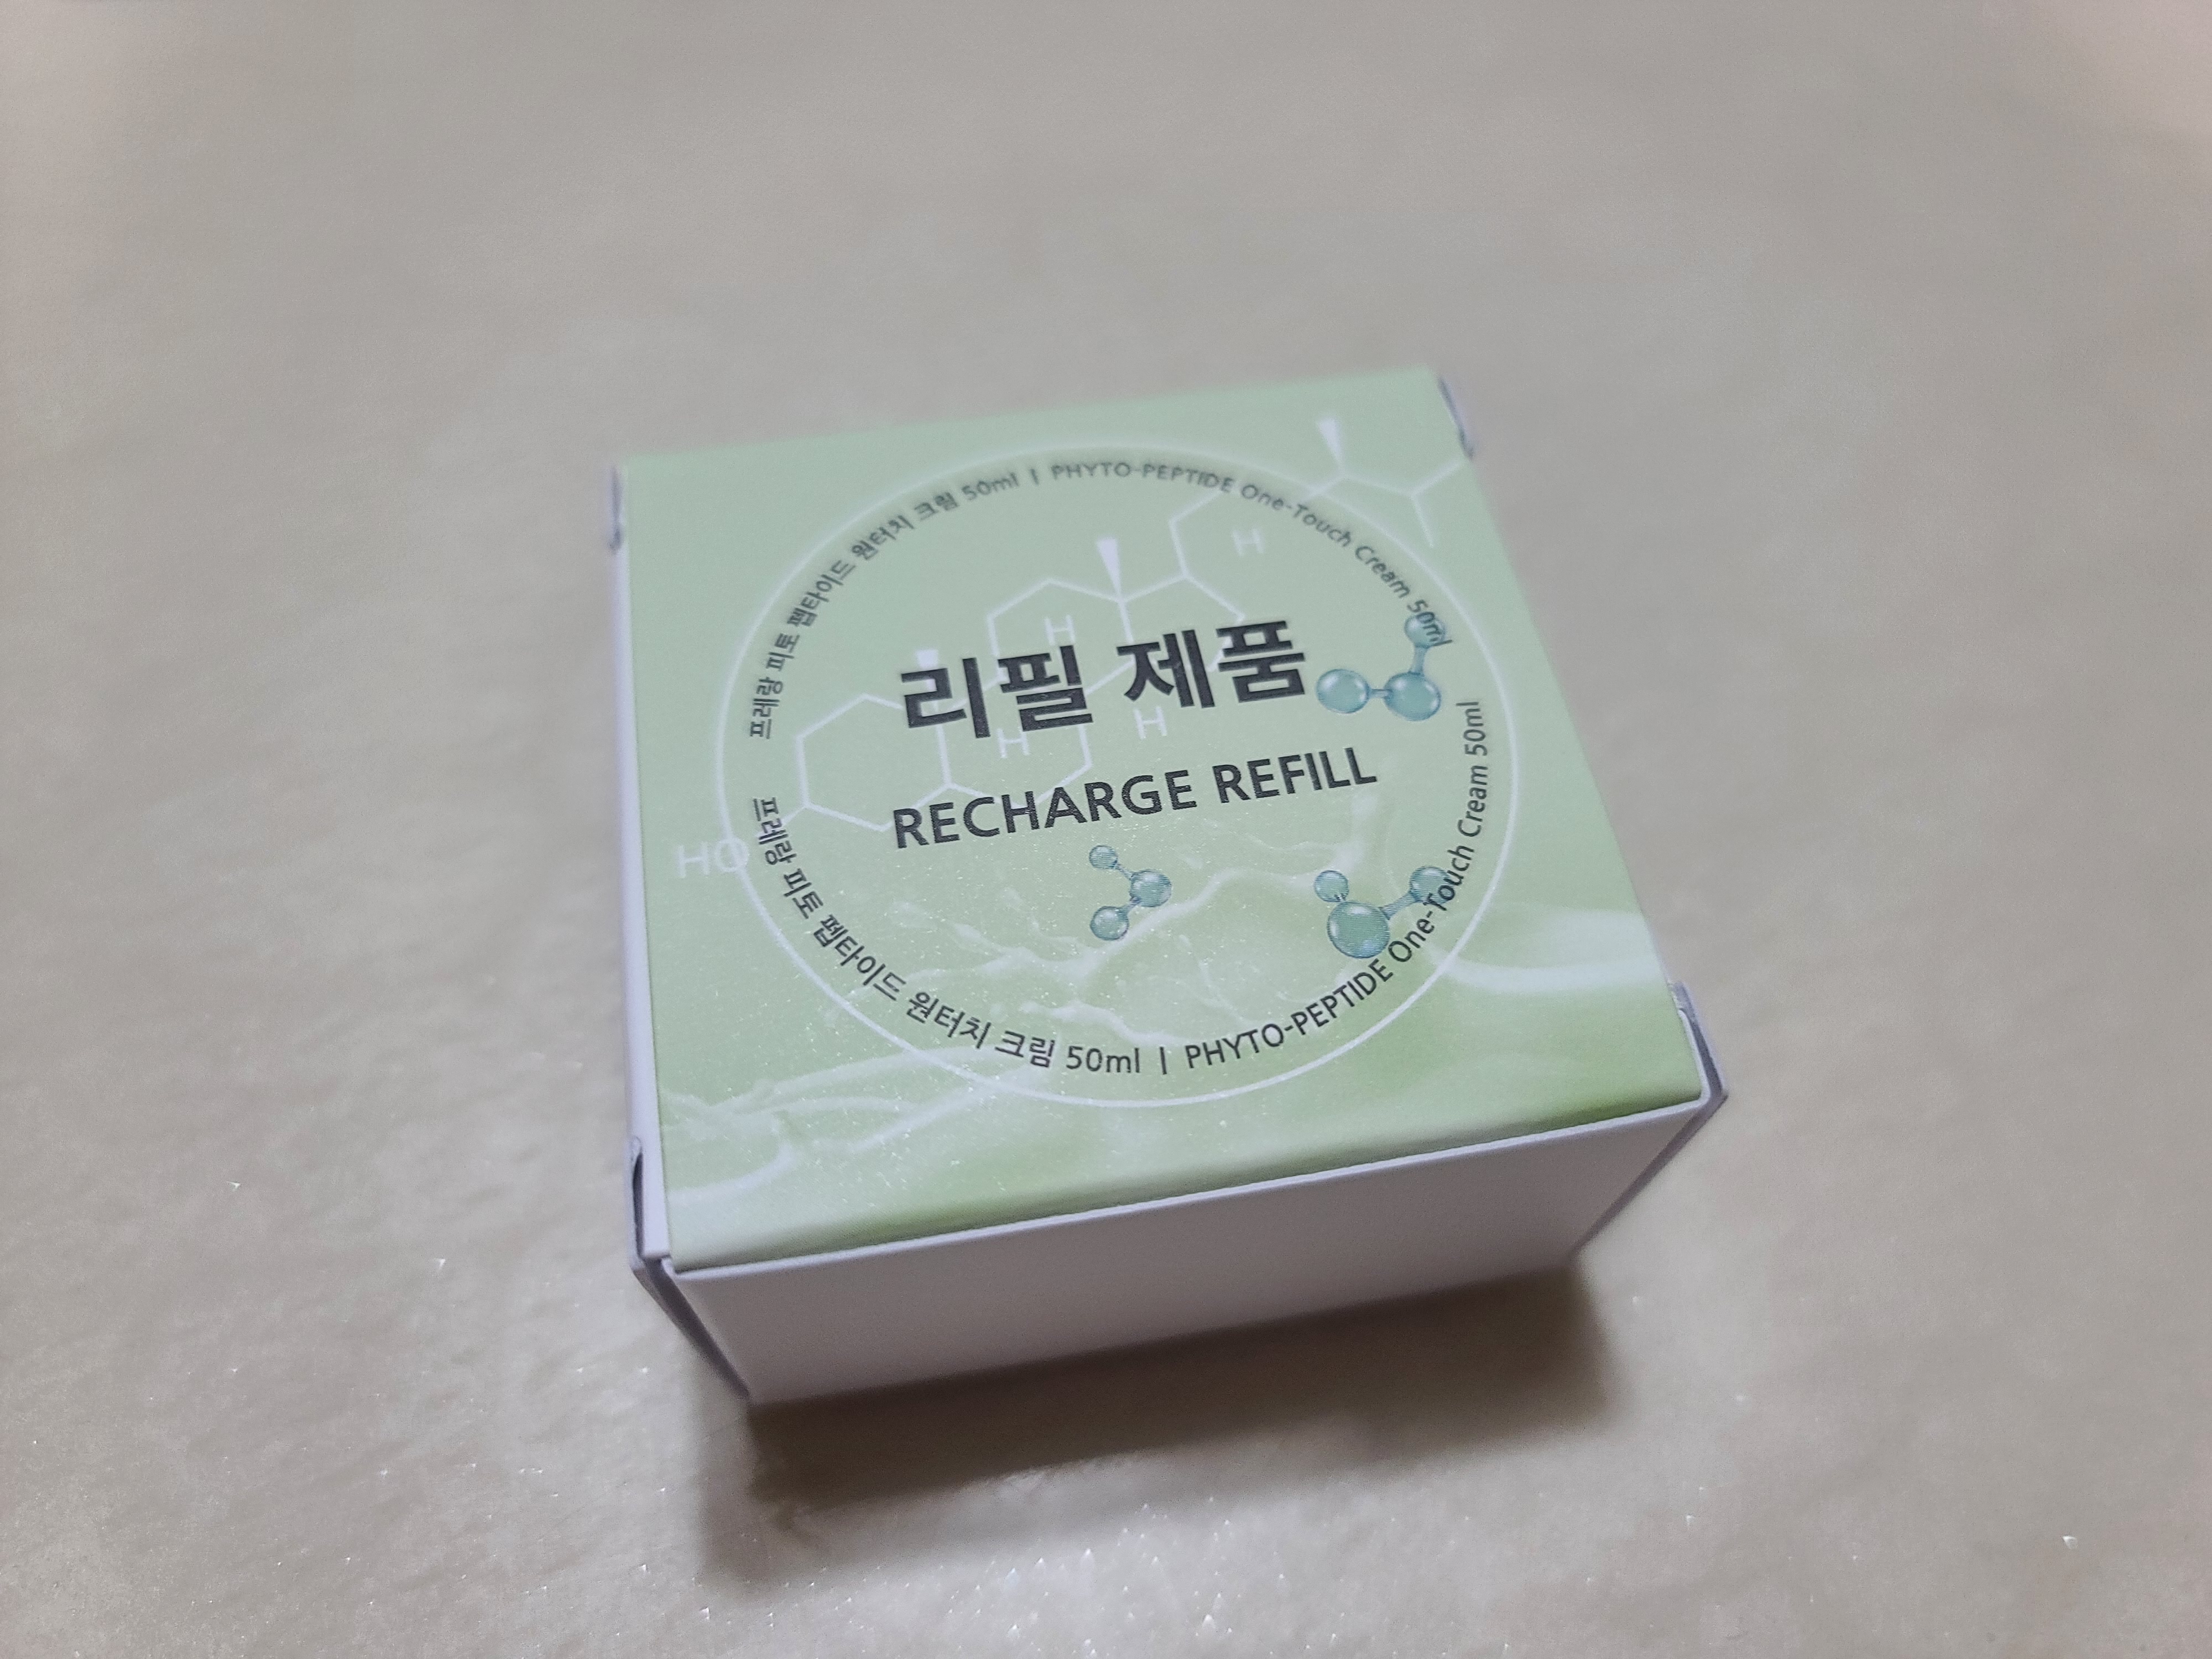 프레랑 피토 펩타이드 원터치 크림 50ml | PHYTO-PEPTIDE One-Touch Cream 50ml
H
H
리필 제품
H
H
RECHARGE REFILL
HO
프레랑 피토 펩타이드 원터치 크림 50ml | PHYTO-PEPTIDE One-Touch Cream 50ml